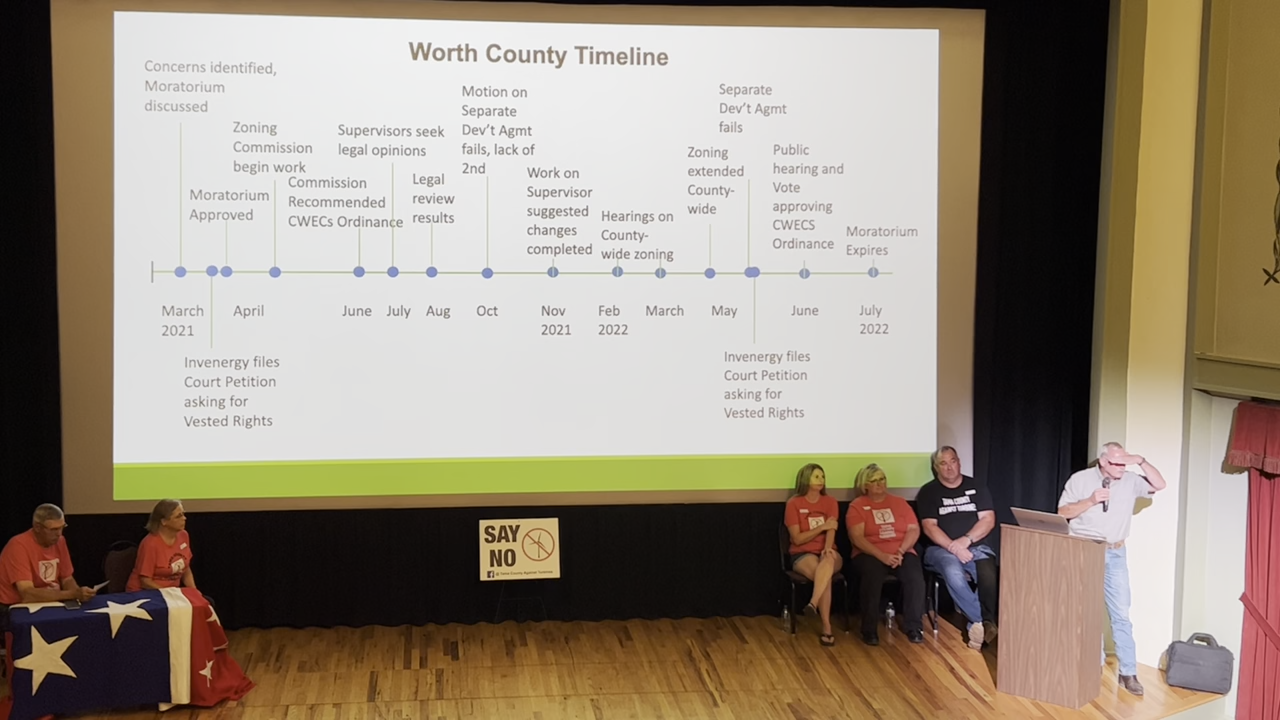 Worth County Timeline
Concerns identified,
Moratorium
discussed
Zoning
Commission
begin work
Moratorium
Approved
Commission
Recommended
CWECs Ordinance
Supervisors seek
legal opinions
Legal
review
results
Motion on
Separate
Dev't Agmt
fails, lack of
2nd
Work on
Supervisor
suggested
changes
completed
Hearings on
County-
wide zoning
Zoning
extended
County-
wide
Separate
Dev't Agmt
fails
Public
hearing and
Vote
approving
CWECS
Ordinance
Moratorium
Expires
March
2021
April
June
July
Aug
Oct
Nov
2021
Feb
2022
March
May
June
July
2022
Invenergy files
Court Petition
asking for
Vested Rights
Invenergy files
Court Petition
asking for
Vested Rights
SAY
NO
County Against